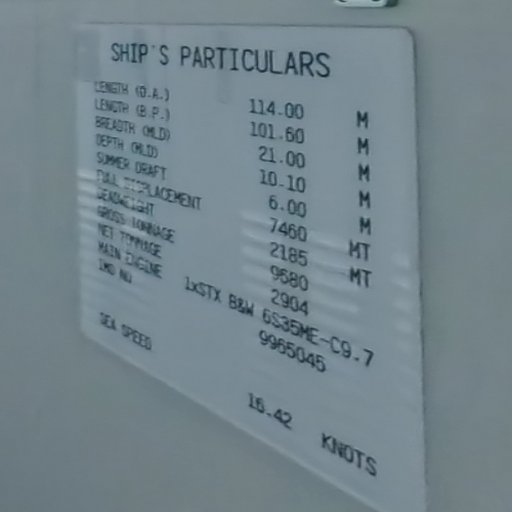 SHIP'S PARTICULARS
LENGTH (O.A.) 114.00 M
LENGTH (B.P.) 101.60 M
BREADTH (MLD) 21.00 M
DEPTH (MLD) 10.10 M
SUMMER DRAFT 6.00 M
FULL DISPLACEMENT 7460 MT
DEADWEIGHT 2185 MT
GROSS TONNAGE 9680
NET TONNAGE 2904
MAIN ENGINE 1xSTX B&W 6S35ME-C9.7
IMO NO 9965045
SEA SPEED 16.42 KNOTS